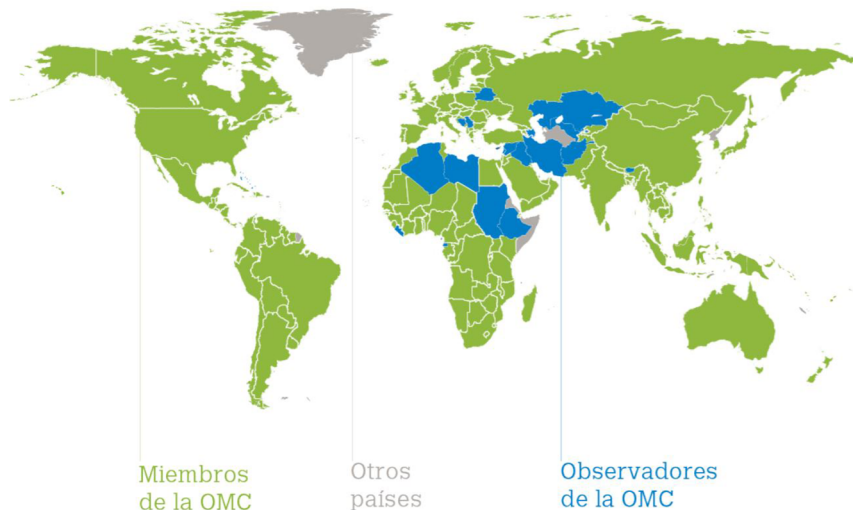 Miembros
de la OMC
Otros
países
Observadores
de la OMC